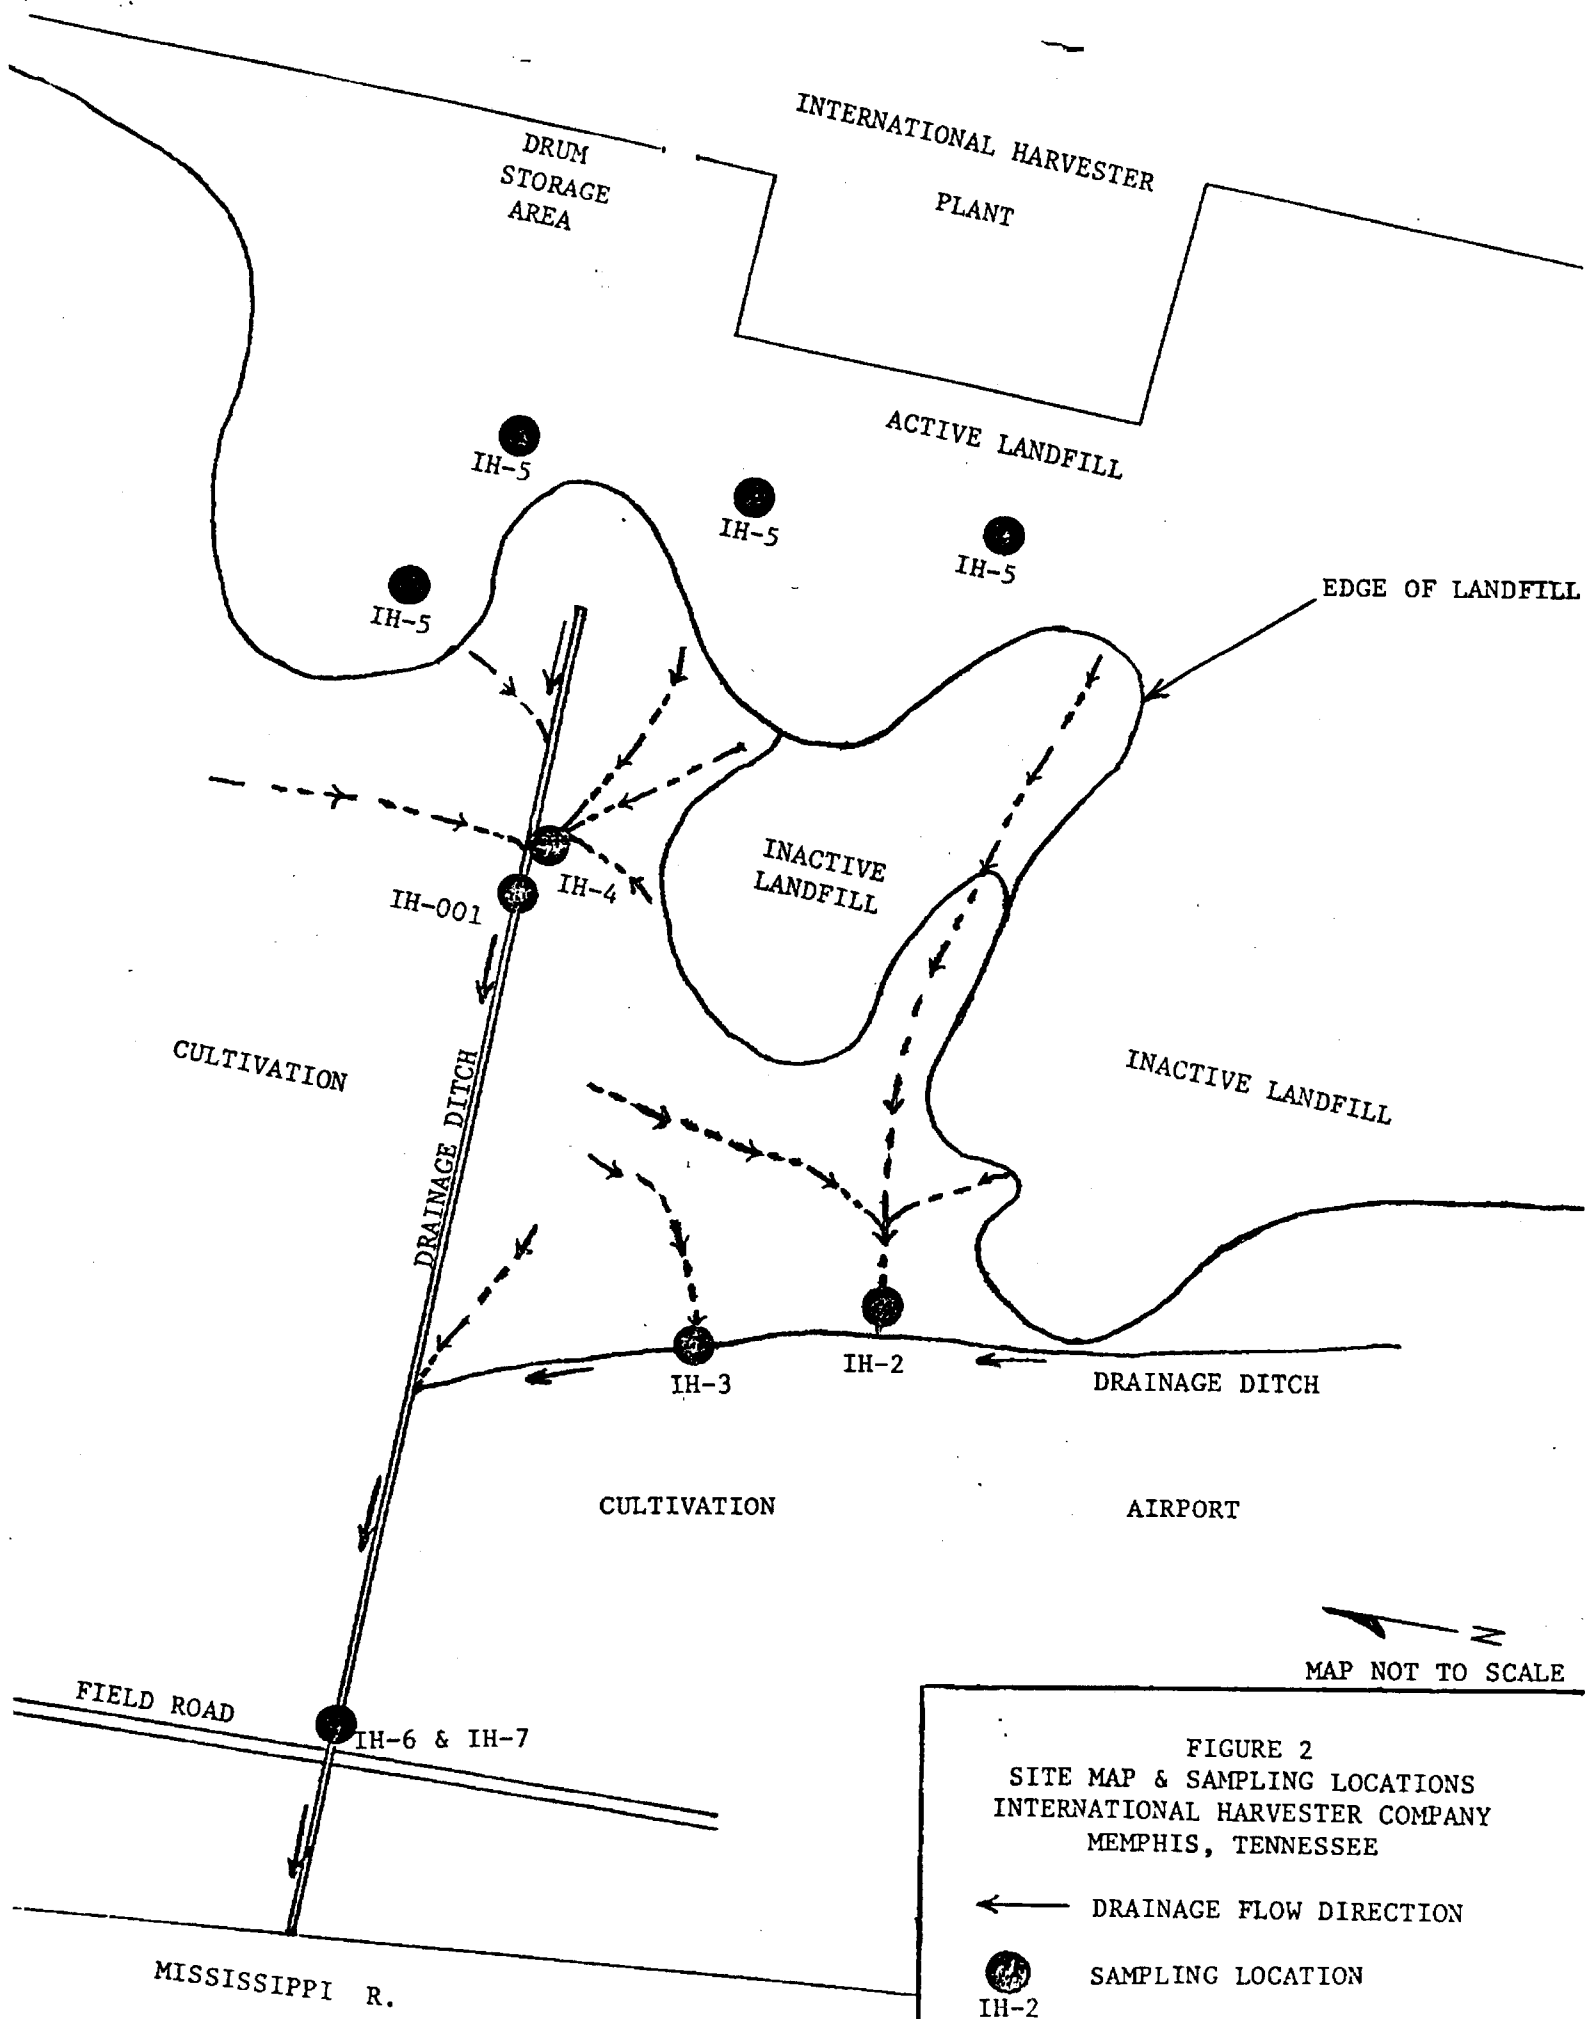 INTERNATIONAL HARVESTER
PLANT
DRUM
STORAGE
AREA
ACTIVE LANDFILL
IH-5
IH-5
IH-5
IH-5
EDGE OF LANDFILL
INACTIVE
LANDFILL
IH-4
IH-001
CULTIVATION
DRAINAGE DITCH
INACTIVE LANDFILL
IH-2
IH-3
DRAINAGE DITCH
CULTIVATION
AIRPORT
N
MAP NOT TO SCALE
FIELD ROAD
IH-6 & IH-7
MISSISSIPPI R.
FIGURE 2
SITE MAP & SAMPLING LOCATIONS
INTERNATIONAL HARVESTER COMPANY
MEMPHIS, TENNESSEE
DRAINAGE FLOW DIRECTION
SAMPLING LOCATION
IH-2